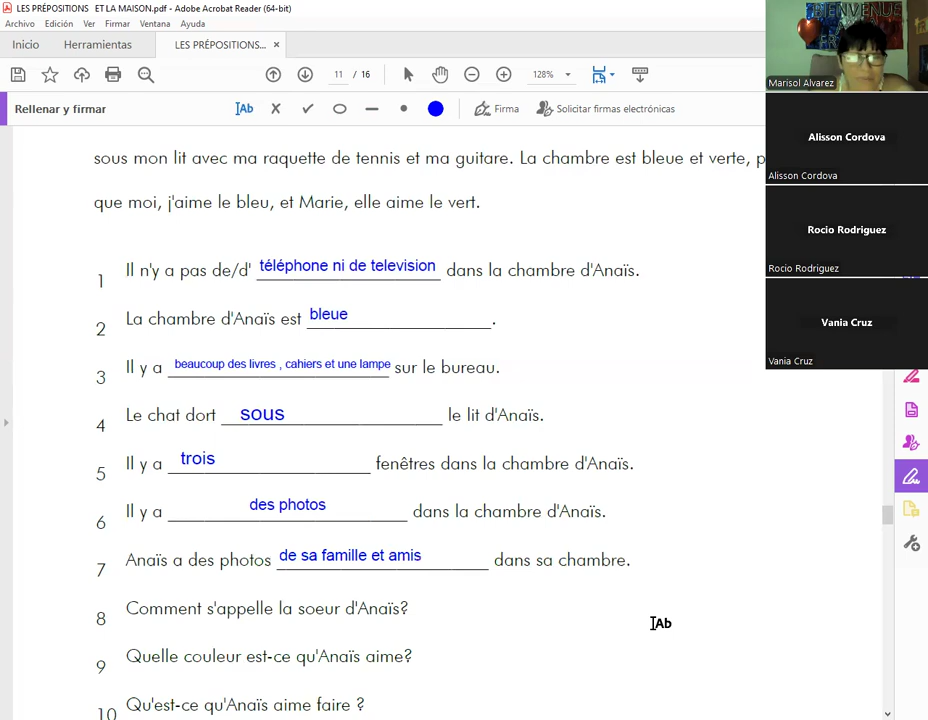 LES PRÉPOSITIONS   ET LA MAISON.pdf - Adobe Acrobat Reader (64-bit)
Archivo Edición Ver Firmar Ventana Ayuda
Inicio Herramientas LES PRÉPOSITIONS... ×
11 / 16 128%
Rellenar y firmar Ab Firma Solicitar firmas electrónicas
sous mon lit avec ma raquette de tennis et ma guitare. La chambre est bleue et verte, p
que moi, j'aime le bleu, et Marie, elle aime le vert.
1 Il n'y a pas de/d' téléphone ni de television dans la chambre d'Anaïs.
2 La chambre d'Anaïs est bleue .
3 Il y a beaucoup des livres , cahiers et une lampe sur le bureau.
4 Le chat dort sous le lit d'Anaïs.
5 Il y a trois fenêtres dans la chambre d'Anaïs.
6 Il y a des photos dans la chambre d'Anaïs.
7 Anaïs a des photos de sa famille et amis dans sa chambre.
8 Comment s'appelle la soeur d'Anaïs?
9 Quelle couleur est-ce qu'Anaïs aime?
10 Qu'est-ce qu'Anaïs aime faire ?
Ab
BIENVENUE
Marisol Alvarez
Alisson Cordova
Alisson Cordova
Rocio Rodriguez
Rocio Rodriguez
Vania Cruz
Vania Cruz